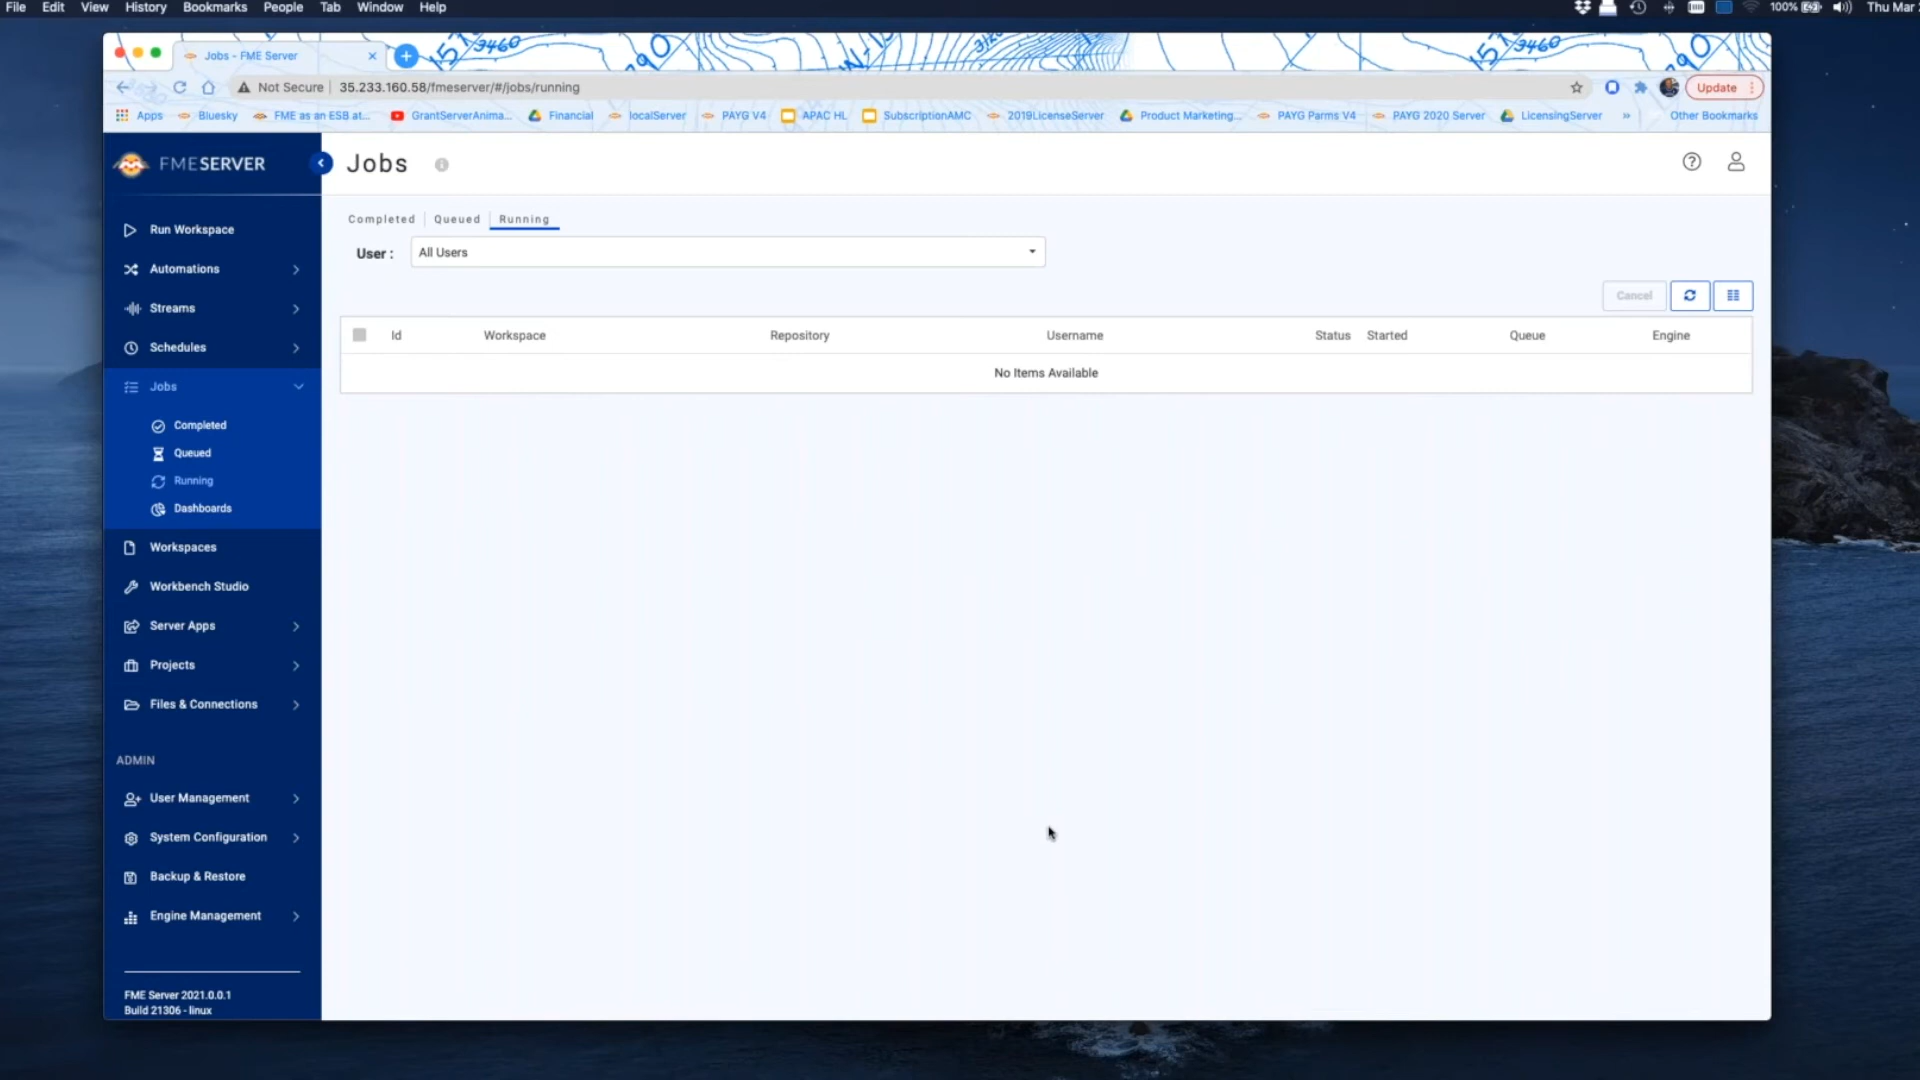 File Edit View History Bookmarks People Tab Window Help 100% Thu Mar
Jobs - FME Server
3460
3460
Not Secure 35.233.160.58/fmeserver/#/jobs/running Update
Apps Bluesky FME as an ESB at... GrantServerAnima... Financial localServer PAYG V4 APAC HL SubscriptionAMC 2019LicenseServer Product Marketing... PAYG Parms V4 PAYG 2020 Server LicensingServer » Other Bookmarks
FMESERVER
Jobs
Completed Queued Running
User : All Users
Cancel
Id Workspace Repository Username Status Started Queue Engine
No Items Available
Run Workspace
Automations
Streams
Schedules
Jobs
Completed
Queued
Running
Dashboards
Workspaces
Workbench Studio
Server Apps
Projects
Files & Connections
ADMIN
User Management
System Configuration
Backup & Restore
Engine Management
FME Server 2021.0.0.1
Build 21306 - linux